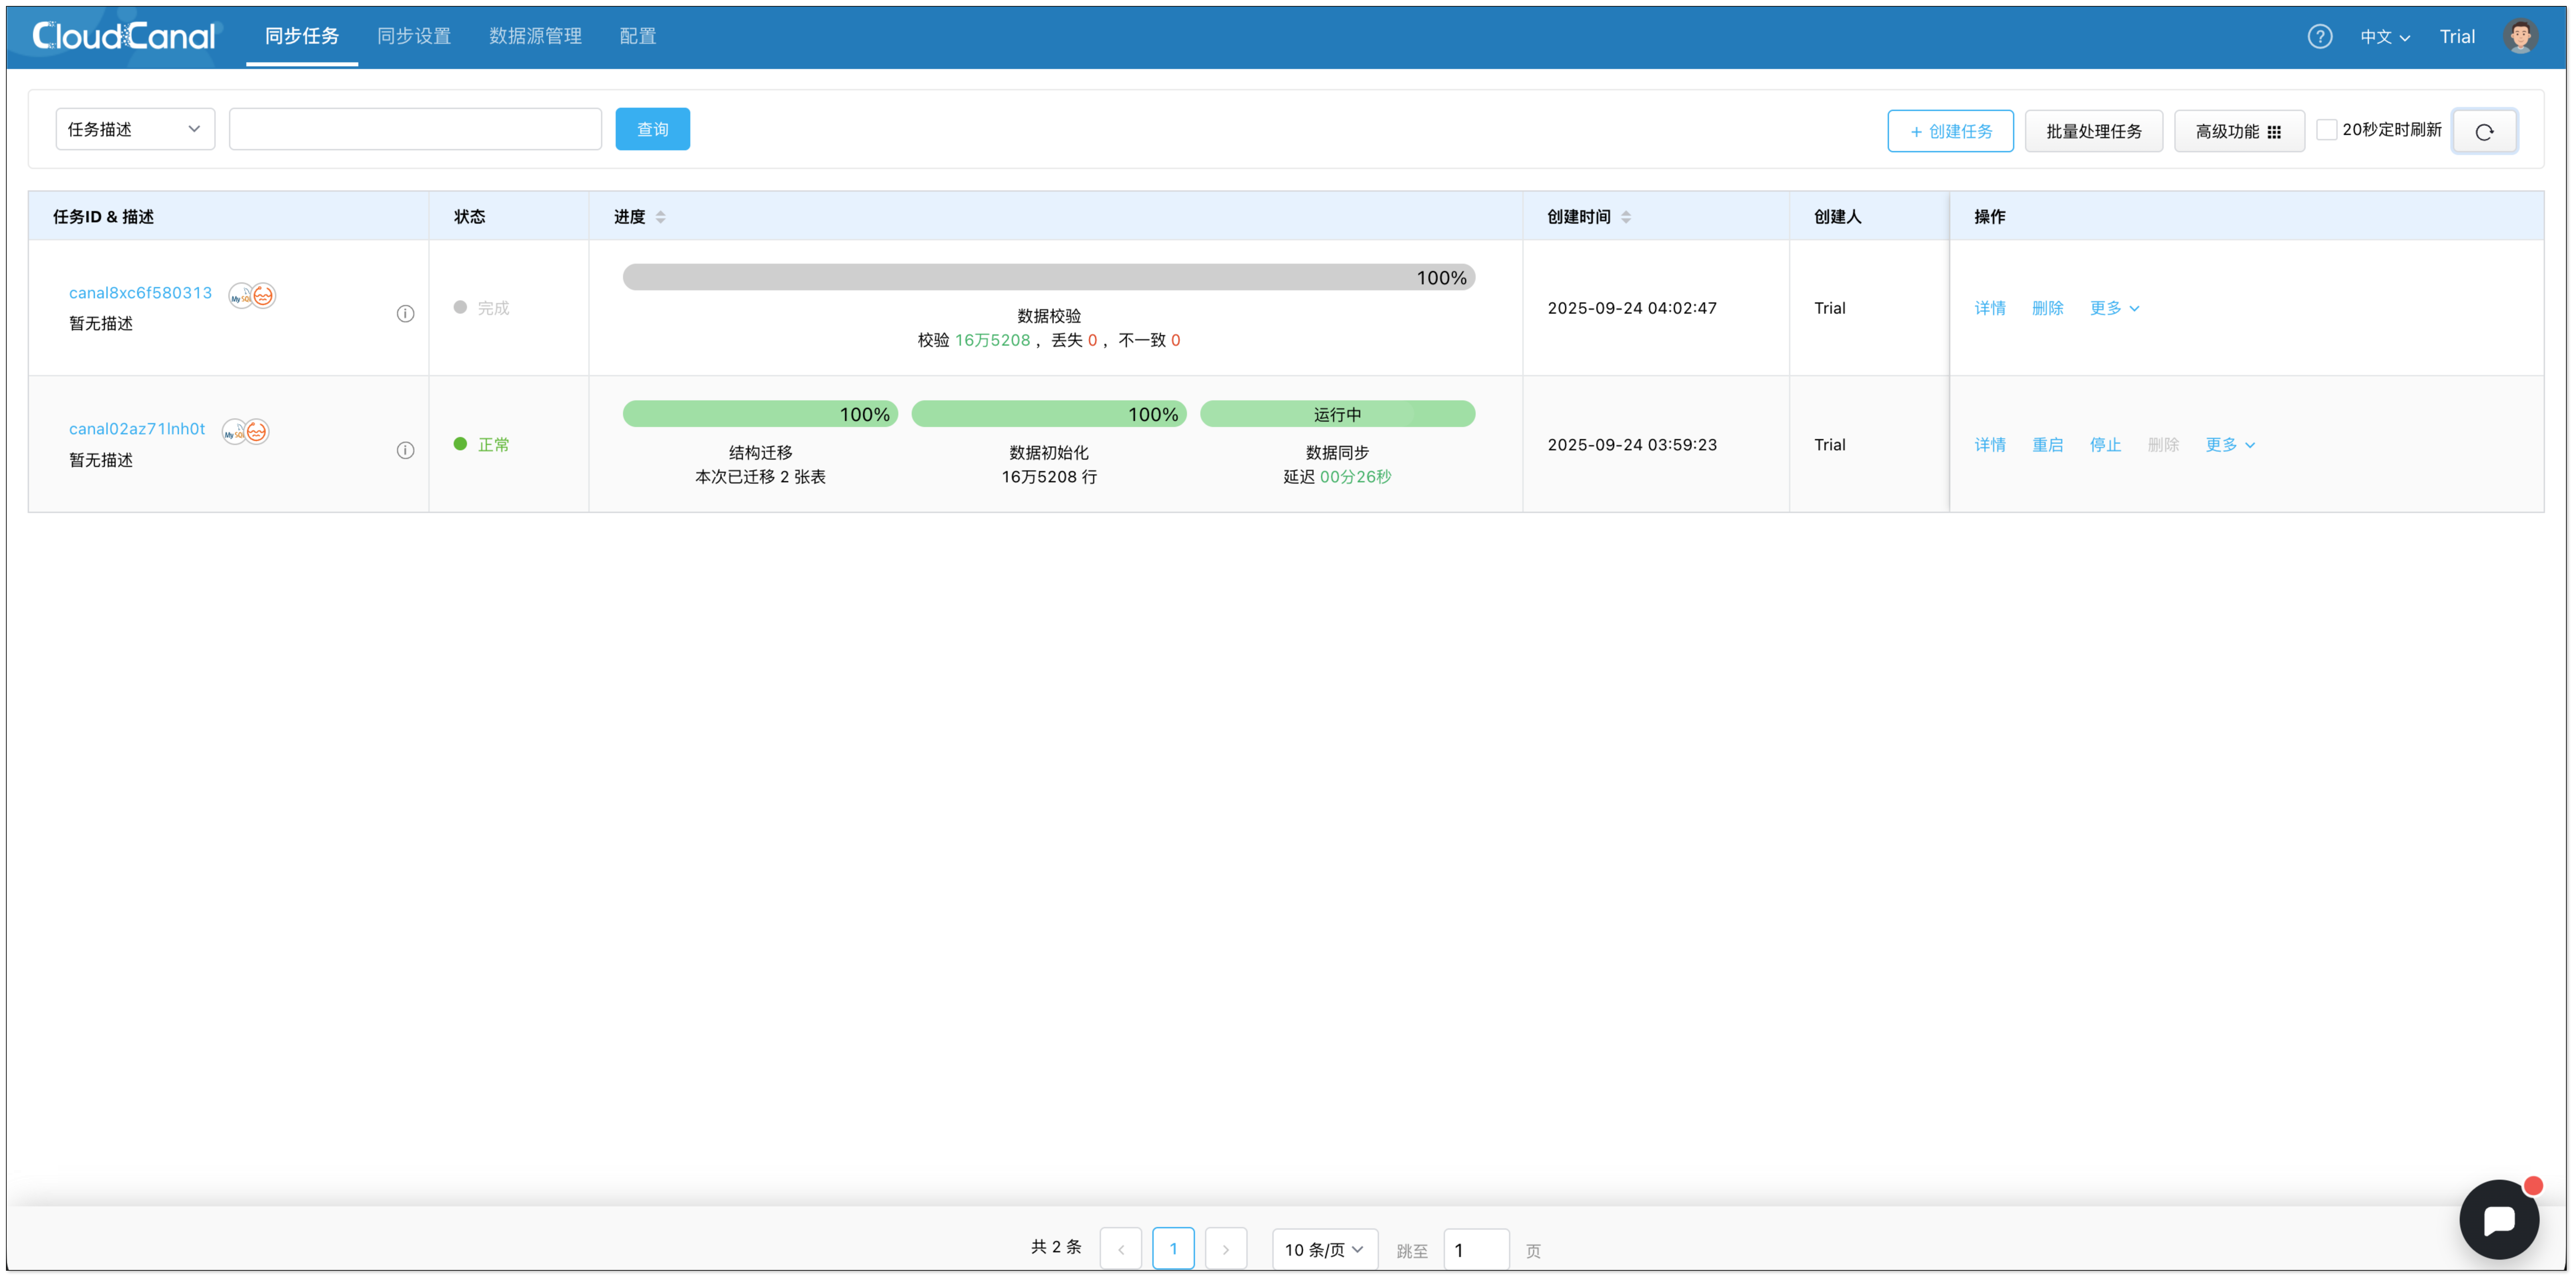 CloudCanal 同步任务 同步设置 数据源管理 配置 ? 中文 Trial
任务描述 查询 + 创建任务 批量处理任务 高级功能 20秒定时刷新
任务ID & 描述 状态 进度 创建时间 创建人 操作
canal8xc6f580313 MySQL
暂无描述
完成
100%
数据校验
校验 16万5208 ，丢失 0 ，不一致 0
2025-09-24 04:02:47 Trial 详情 删除 更多
canal02az71lnh0t MySQL
暂无描述
正常
100% 100% 运行中
结构迁移 数据初始化 数据同步
本次已迁移 2 张表 16万5208 行 延迟 00分26秒
2025-09-24 03:59:23 Trial 详情 重启 停止 删除 更多
共 2 条 < 1 > 10 条/页 跳至 1 页